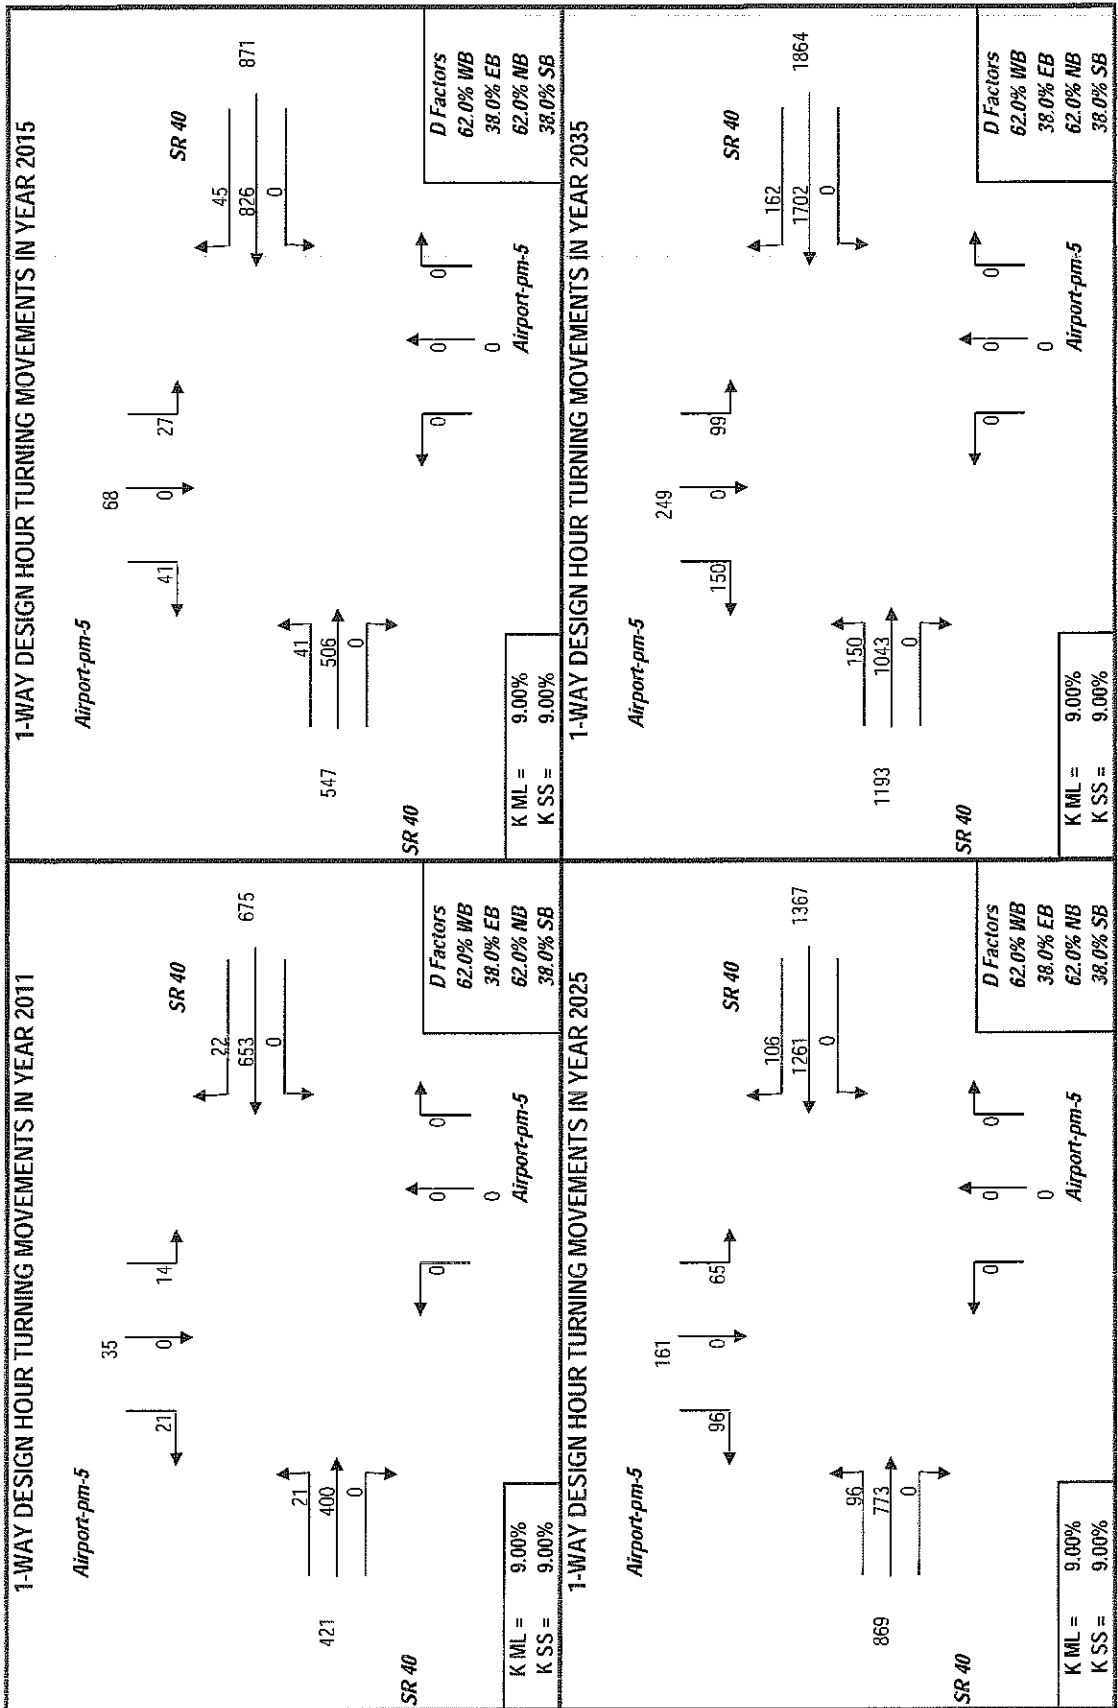 1-WAY DESIGN HOUR TURNING MOVEMENTS IN YEAR 2011
Airport-pm-5
35
21
0
14
SR 40
22
653
0
675
421
21
400
0
SR 40
0
0
0
0
Airport-pm-5
K ML = 9.00%
K SS = 9.00%
D Factors
62.0% WB
38.0% EB
62.0% NB
38.0% SB
1-WAY DESIGN HOUR TURNING MOVEMENTS IN YEAR 2015
Airport-pm-5
68
41
0
27
SR 40
45
826
0
871
547
41
506
0
SR 40
0
0
0
0
Airport-pm-5
K ML = 9.00%
K SS = 9.00%
D Factors
62.0% WB
38.0% EB
62.0% NB
38.0% SB
1-WAY DESIGN HOUR TURNING MOVEMENTS IN YEAR 2025
Airport-pm-5
161
96
0
65
SR 40
106
1261
0
1367
869
96
773
0
SR 40
0
0
0
0
Airport-pm-5
K ML = 9.00%
K SS = 9.00%
D Factors
62.0% WB
38.0% EB
62.0% NB
38.0% SB
1-WAY DESIGN HOUR TURNING MOVEMENTS IN YEAR 2035
Airport-pm-5
249
150
0
99
SR 40
162
1702
0
1864
1193
150
1043
0
SR 40
0
0
0
0
Airport-pm-5
K ML = 9.00%
K SS = 9.00%
D Factors
62.0% WB
38.0% EB
62.0% NB
38.0% SB